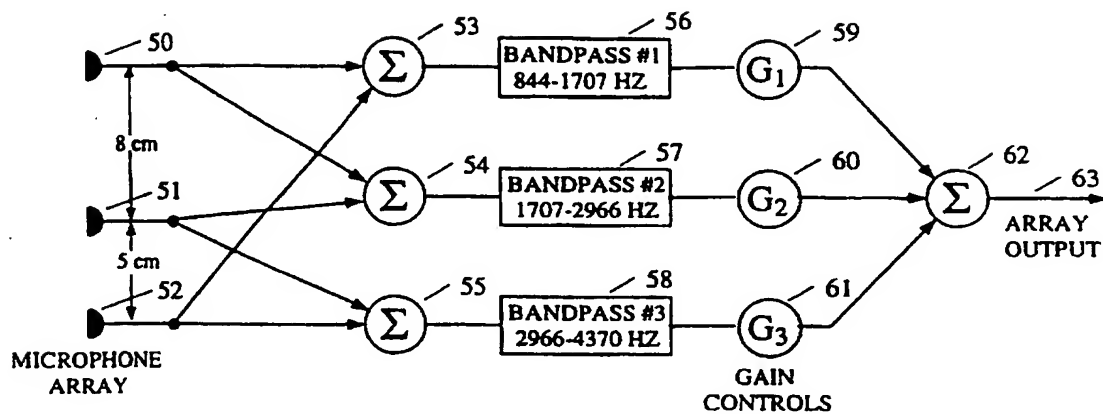 50
53
56
59
Σ
BANDPASS #1
844-1707 HZ
G1
8 cm
54
57
60
62
63
51
Σ
BANDPASS #2
1707-2966 HZ
G2
Σ
ARRAY
OUTPUT
5 cm
52
55
58
61
Σ
BANDPASS #3
2966-4370 HZ
G3
MICROPHONE
ARRAY
GAIN
CONTROLS